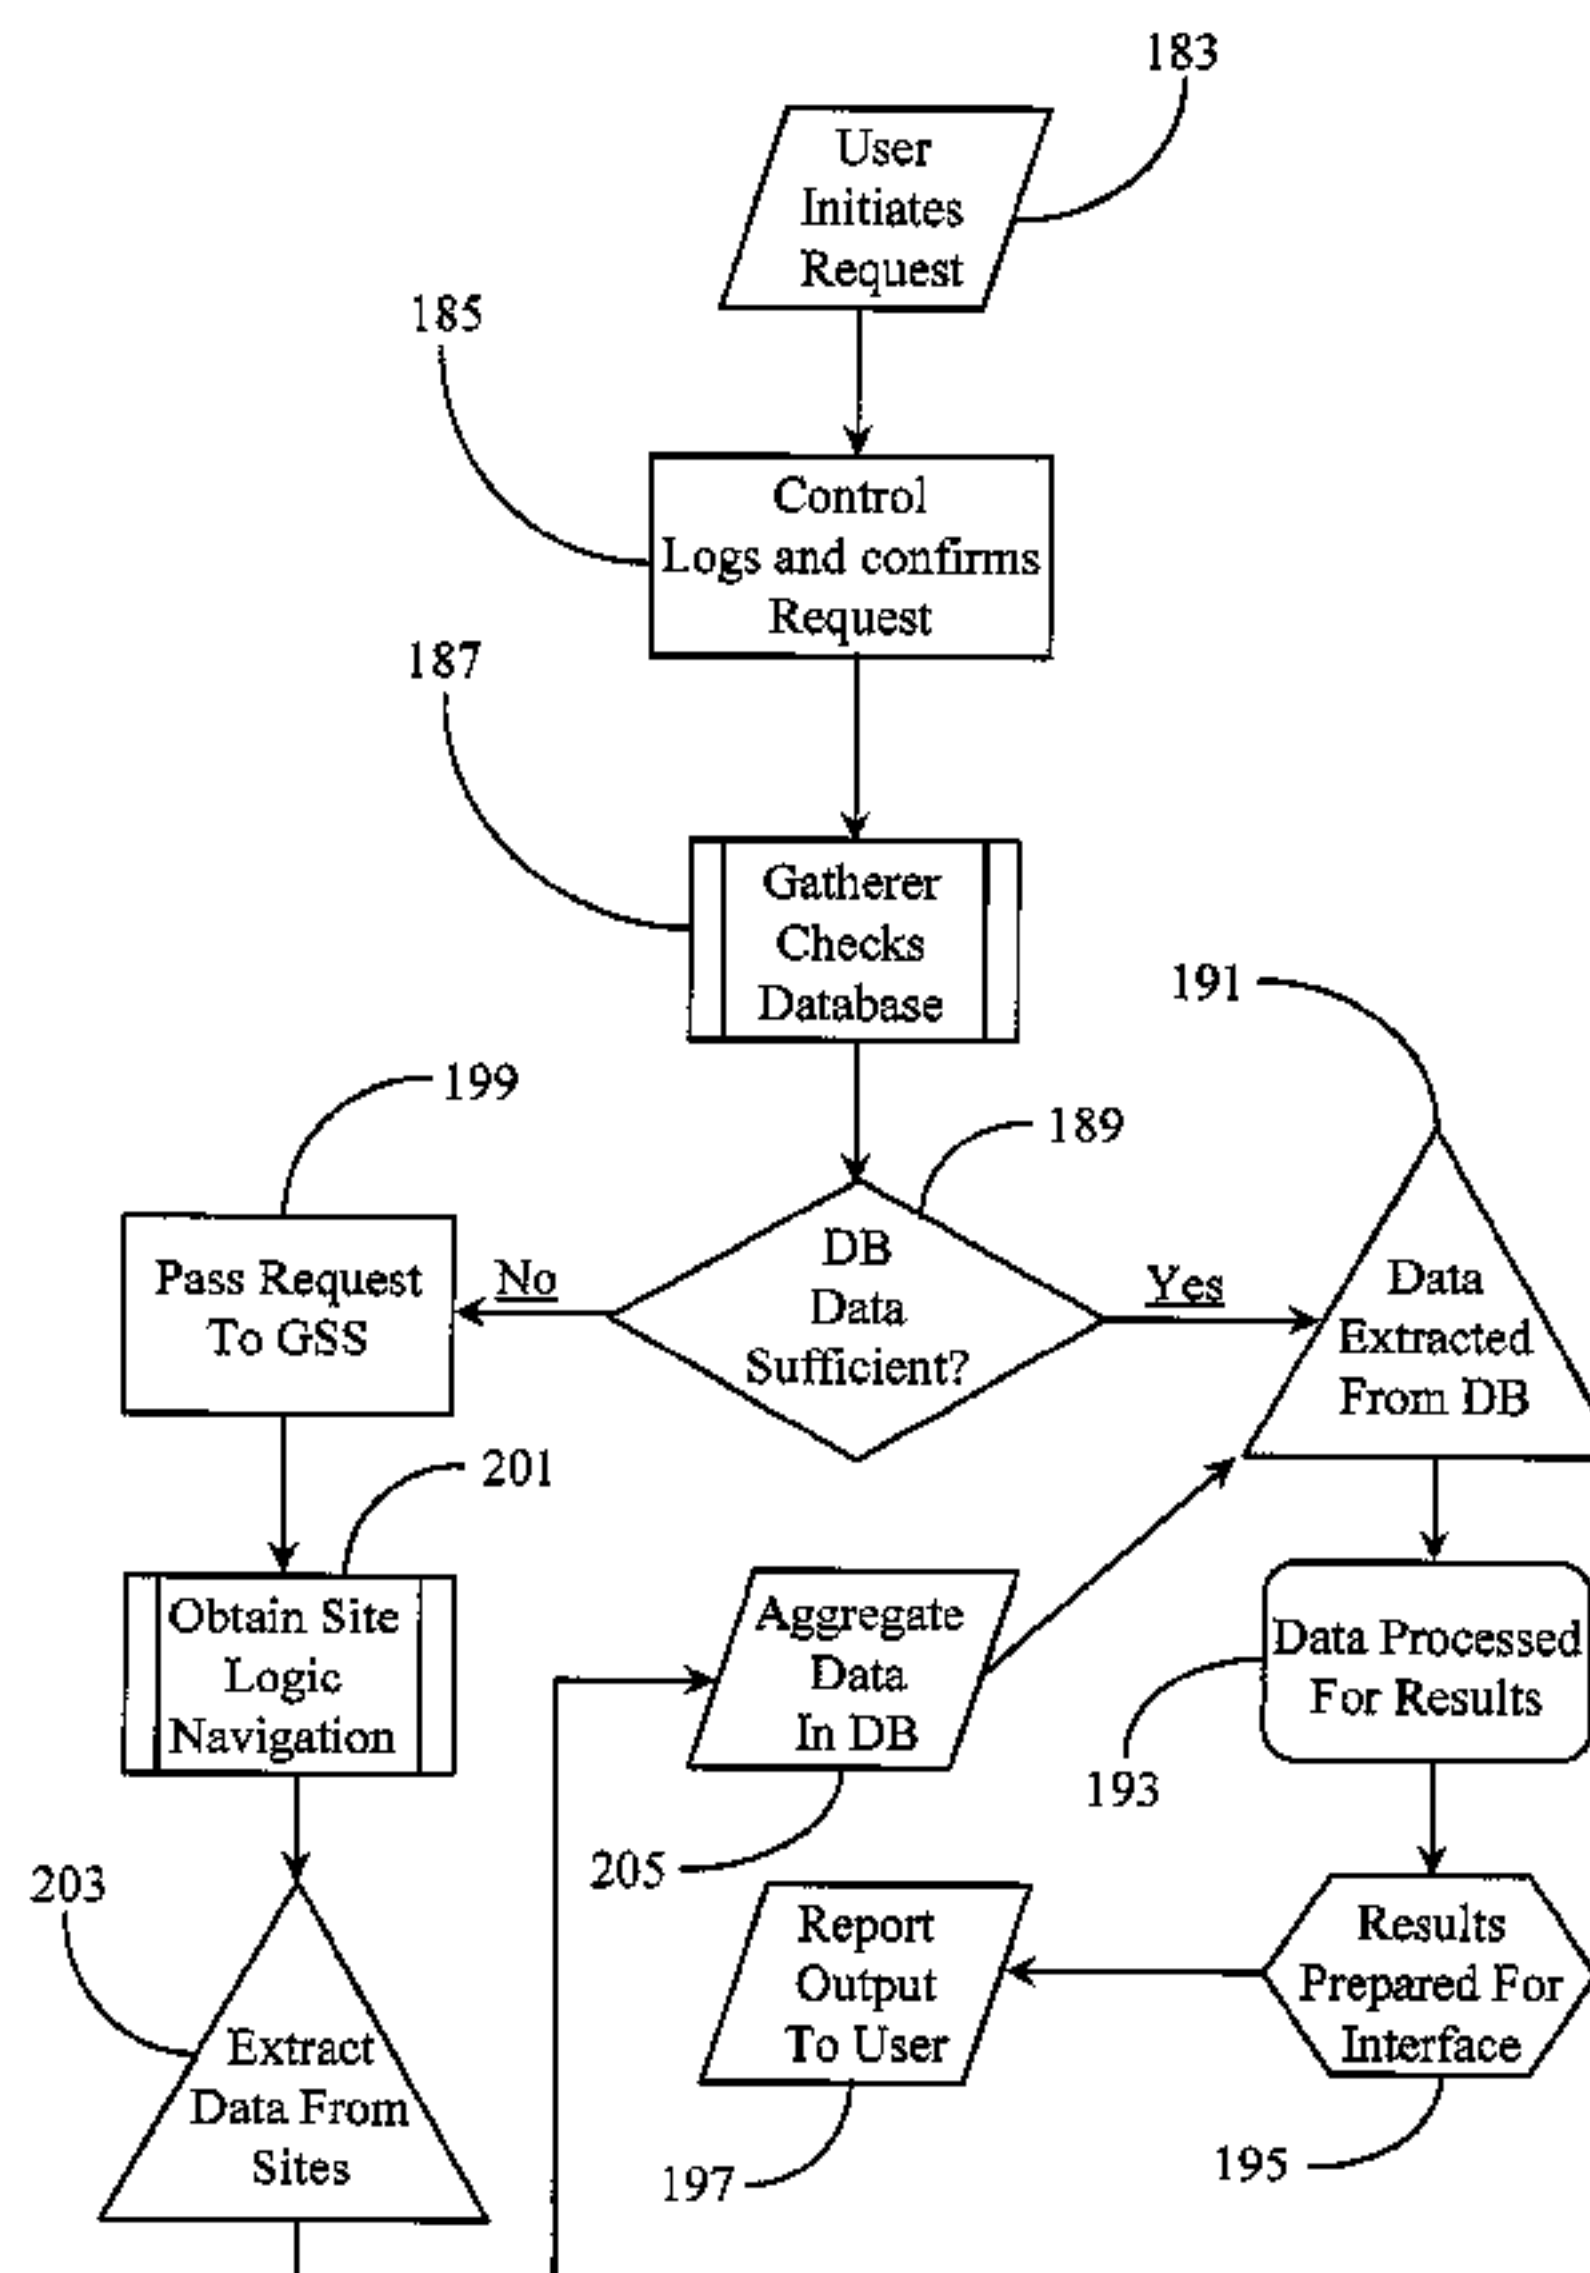 183
User
Initiates
Request
185
Control
Logs and confirms
Request
187
Gatherer
Checks
Database
191
199
189
DB
Data
Sufficient?
No
Yes
Pass Request
To GSS
Data
Extracted
From DB
201
Obtain Site
Logic
Navigation
Aggregate
Data
In DB
Data Processed
For Results
193
205
203
Report
Output
To User
Results
Prepared For
Interface
Extract
Data From
Sites
197
195